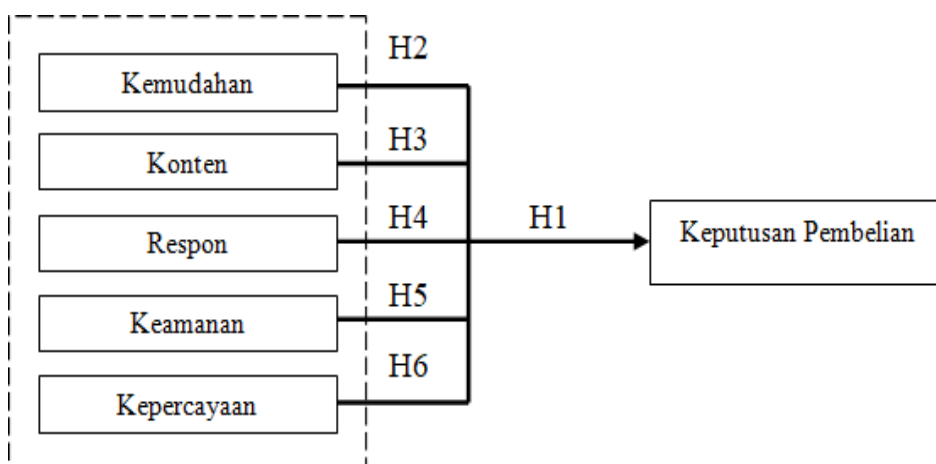 H2
Kemudahan
H3
Konten
H4
H1
Respon
Keputusan Pembelian
H5
Keamanan
H6
Kepercayaan